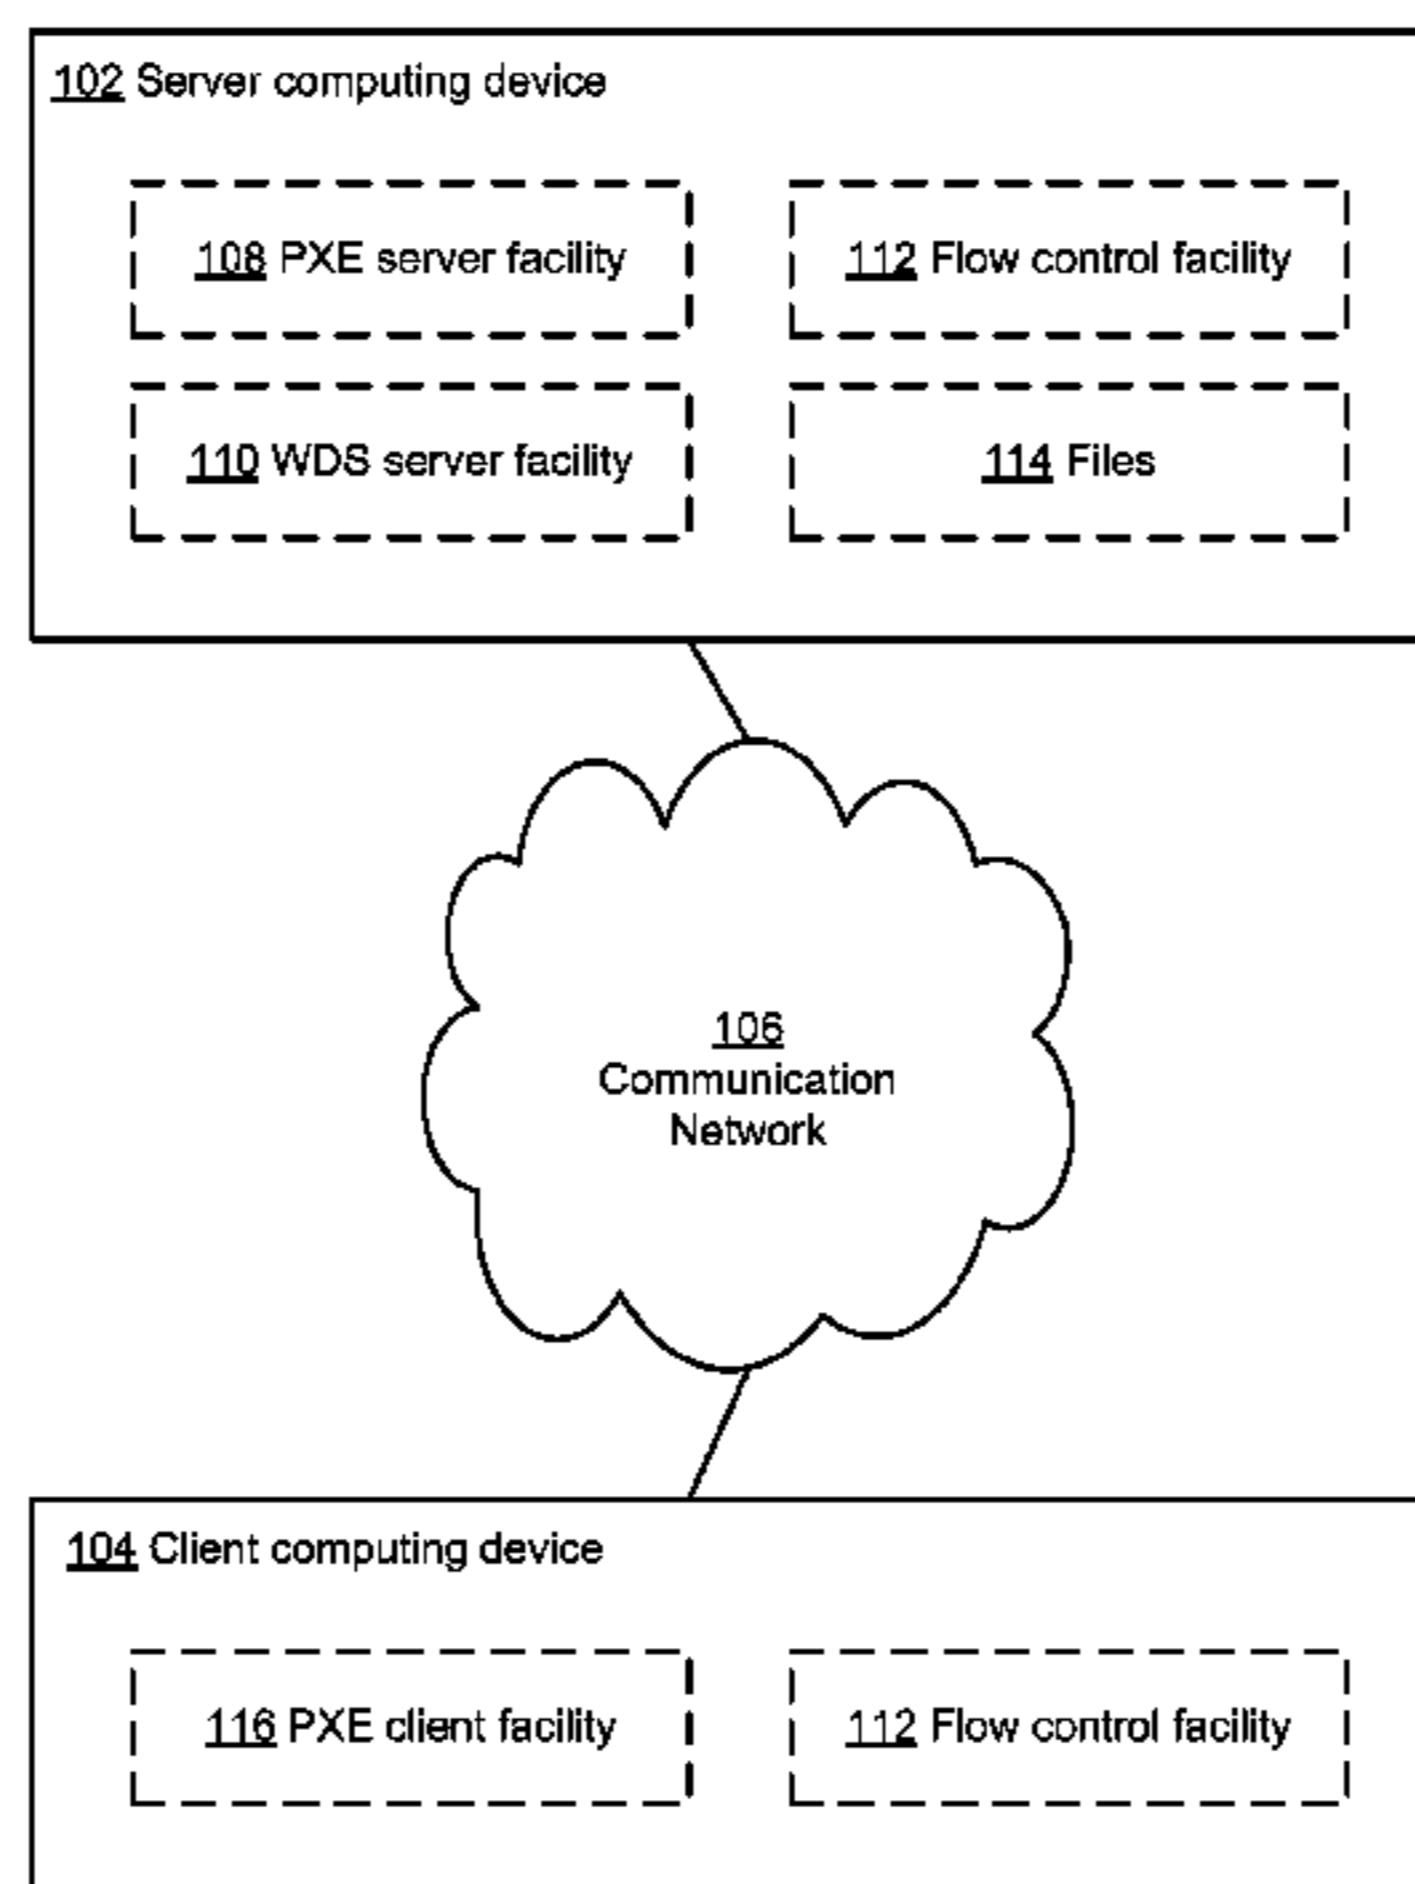 102 Server computing device
108 PXE server facility
112 Flow control facility
110 WDS server facility
114 Files
106
Communication
Network
104 Client computing device
116 PXE client facility
112 Flow control facility